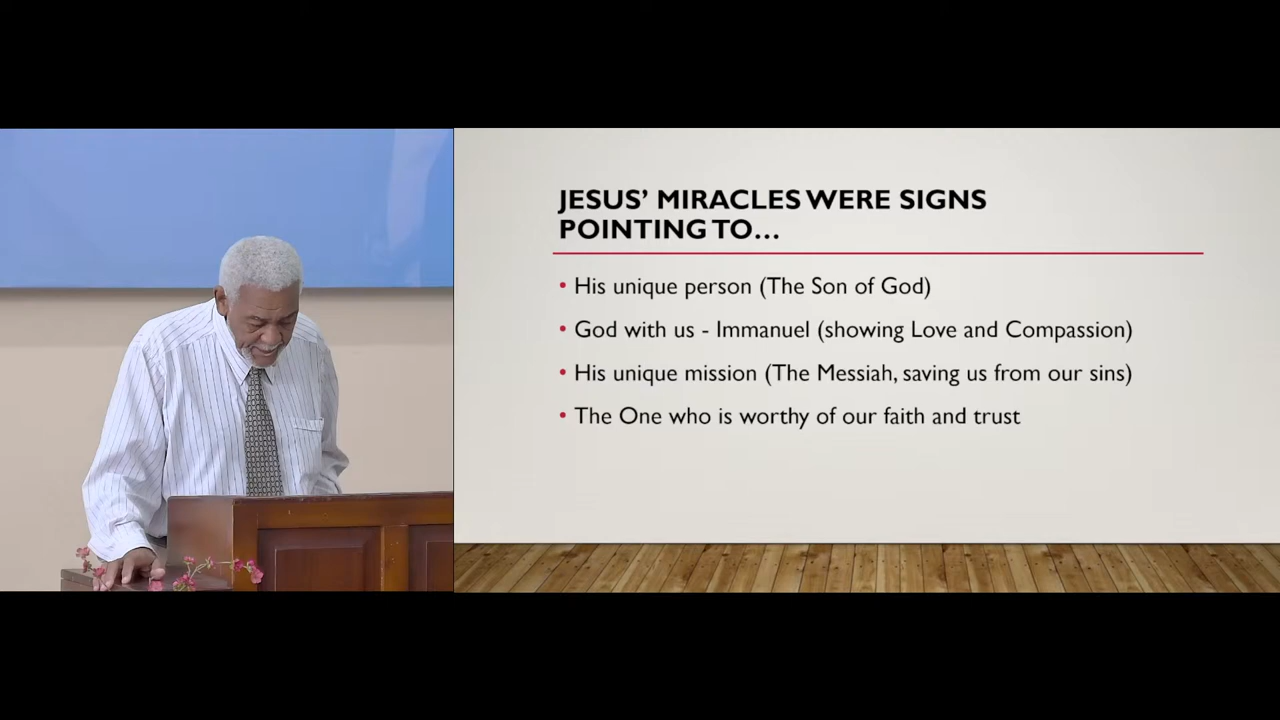 JESUS’ MIRACLES WERE SIGNS
POINTING TO…
• His unique person (The Son of God)
• God with us - Immanuel (showing Love and Compassion)
• His unique mission (The Messiah, saving us from our sins)
• The One who is worthy of our faith and trust